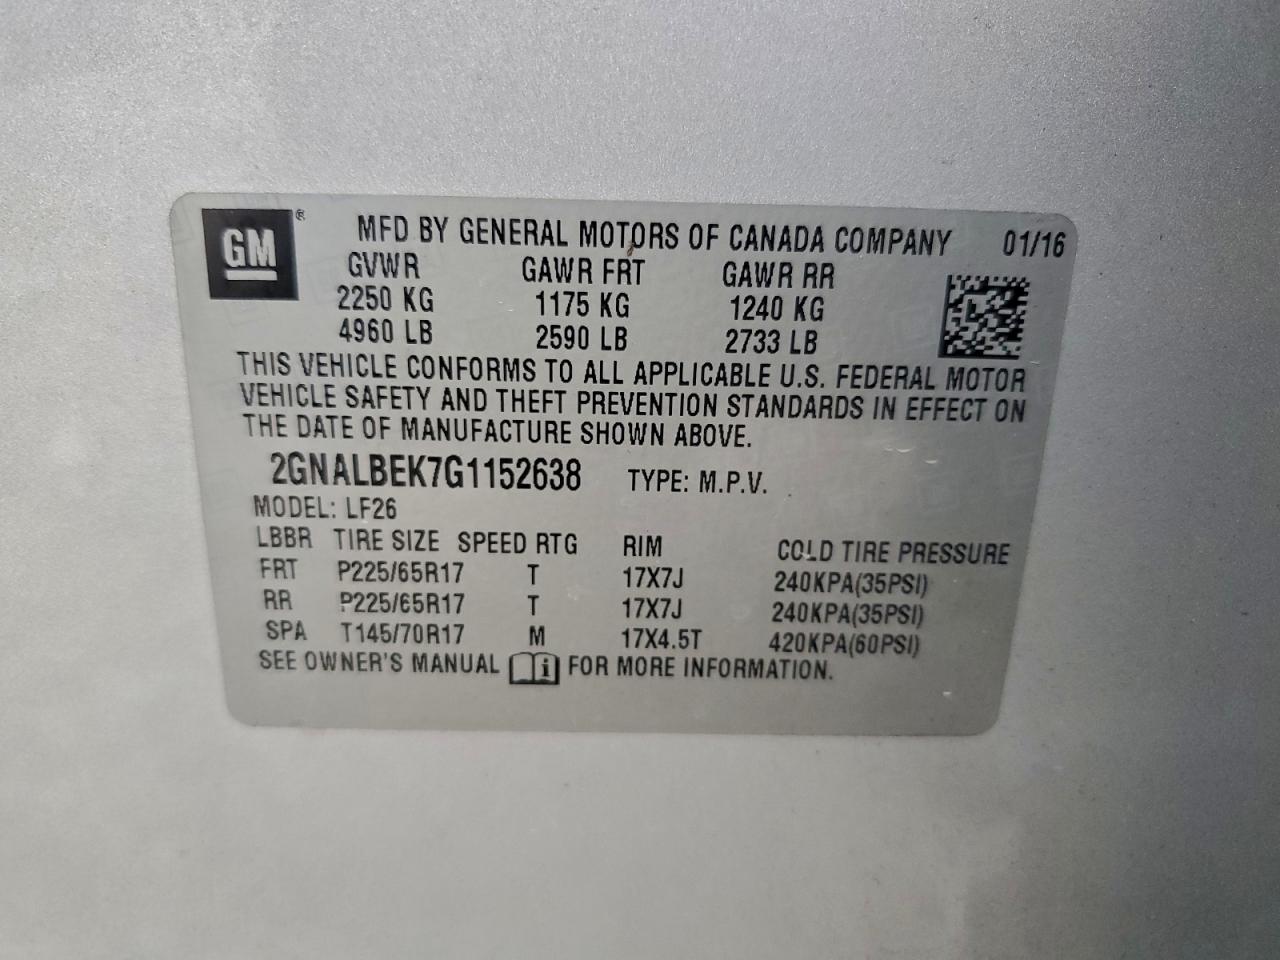 GM ® MFD BY GENERAL MOTORS OF CANADA COMPANY 01/16
GVWR GAWR FRT GAWR RR
2250 KG 1175 KG 1240 KG
4960 LB 2590 LB 2733 LB
THIS VEHICLE CONFORMS TO ALL APPLICABLE U.S. FEDERAL MOTOR
VEHICLE SAFETY AND THEFT PREVENTION STANDARDS IN EFFECT ON
THE DATE OF MANUFACTURE SHOWN ABOVE.
2GNALBEK7G1152638 TYPE: M.P.V.
MODEL: LF26
LBBR TIRE SIZE SPEED RTG RIM COLD TIRE PRESSURE
FRT P225/65R17 T 17X7J 240KPA(35PSI)
RR P225/65R17 T 17X7J 240KPA(35PSI)
SPA T145/70R17 M 17X4.5T 420KPA(60PSI)
SEE OWNER'S MANUAL i FOR MORE INFORMATION.